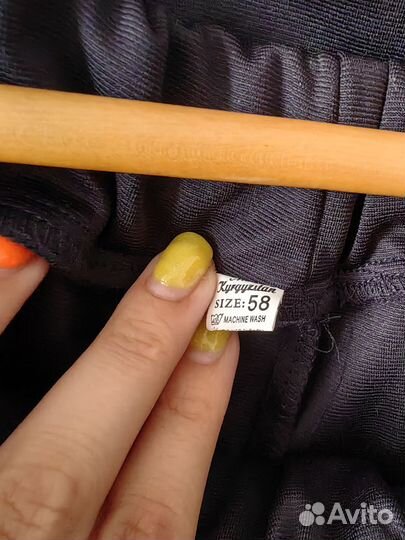 Kyrgyzstan
SIZE: 58
MACHINE WASH
Avito